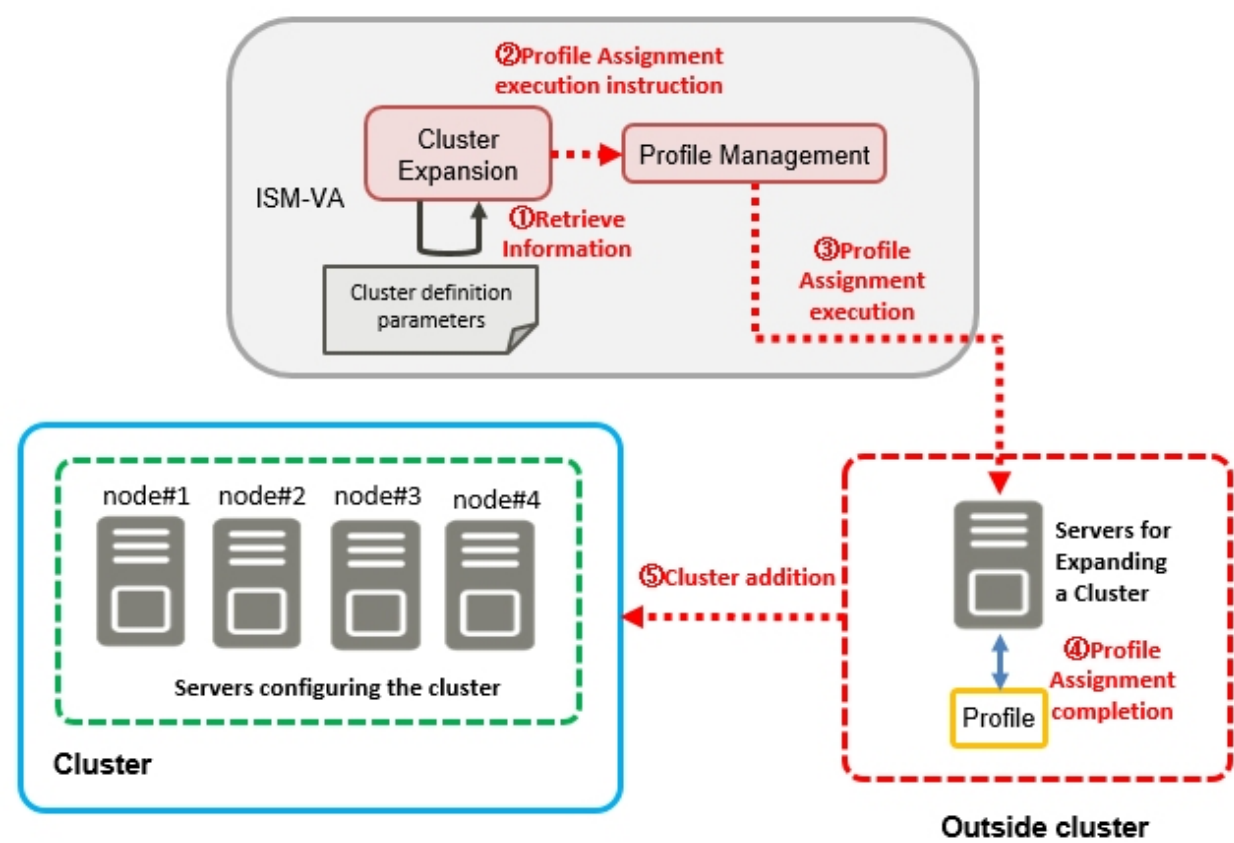 ②Profile Assignment
execution instruction
Cluster
Expansion
Profile Management
ISM-VA
①Retrieve
Information
③Profile
Assignment
execution
Cluster definition
parameters
node#1 node#2 node#3 node#4
Servers for
Expanding
a Cluster
⑤Cluster addition
④Profile
Assignment
completion
Servers configuring the cluster
Profile
Cluster
Outside cluster